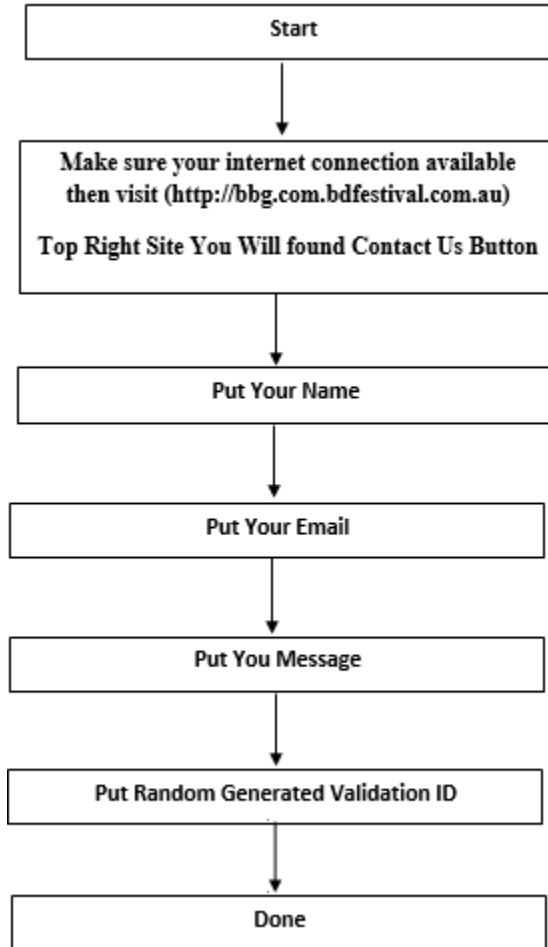 Start
Make sure your internet connection available
then visit (http://bbg.com.bdfestival.com.au)
Top Right Site You Will found Contact Us Button
Put Your Name
Put Your Email
Put You Message
Put Random Generated Validation ID
Done